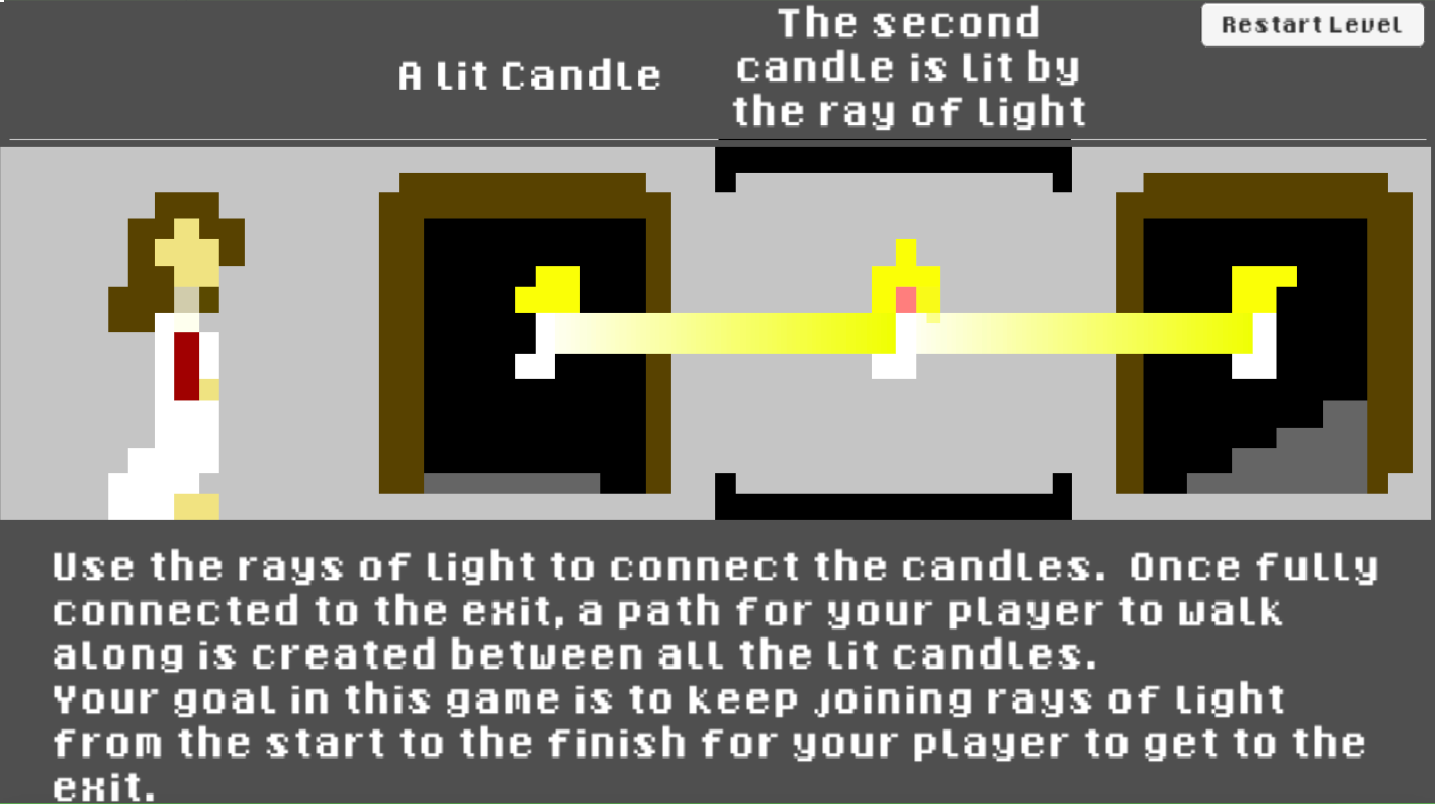 The second
Restart Level
A Lit Candle
candle is lit by
the ray of light
Use the rays of light to connect the candles. Once fully
connected to the exit, a path for your player to walk
along is created between all the lit candles.
Your goal in this game is to keep joining rays of light
from the start to the finish for your player to get to the
exit.